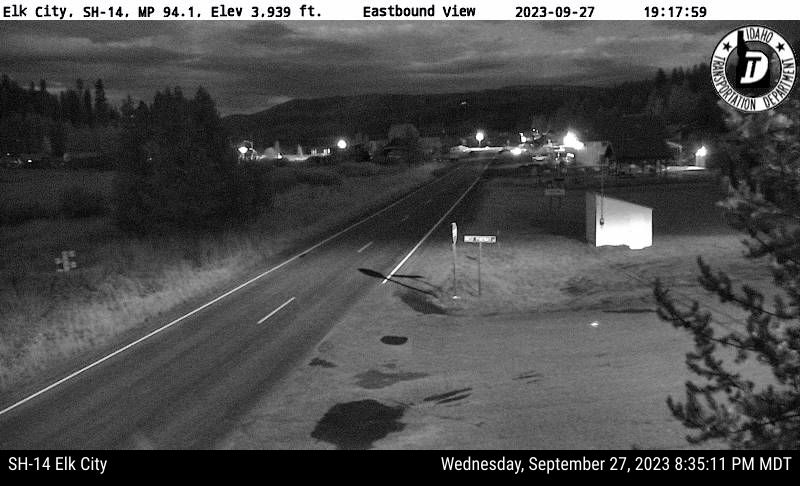 Elk City, SH-14, MP 94.1, Elev 3,939 ft. Eastbound View 2023-09-27 19:17:59
IDAHO
TRANSPORTATION DEPARTMENT
SH-14 Elk City Wednesday, September 27, 2023 8:35:11 PM MDT